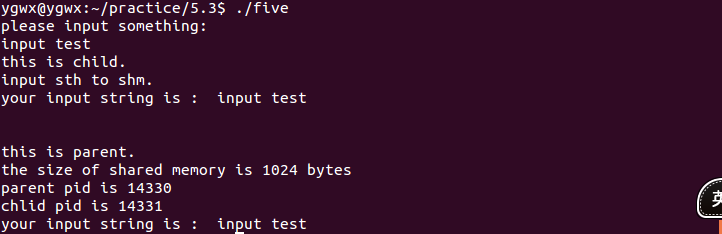 ygwx@ygwx:~/practice/5.3$ ./five
please input something:
input test
this is child.
input sth to shm.
your input string is :  input test
this is parent.
the size of shared memory is 1024 bytes
parent pid is 14330
chlid pid is 14331
your input string is :  input test